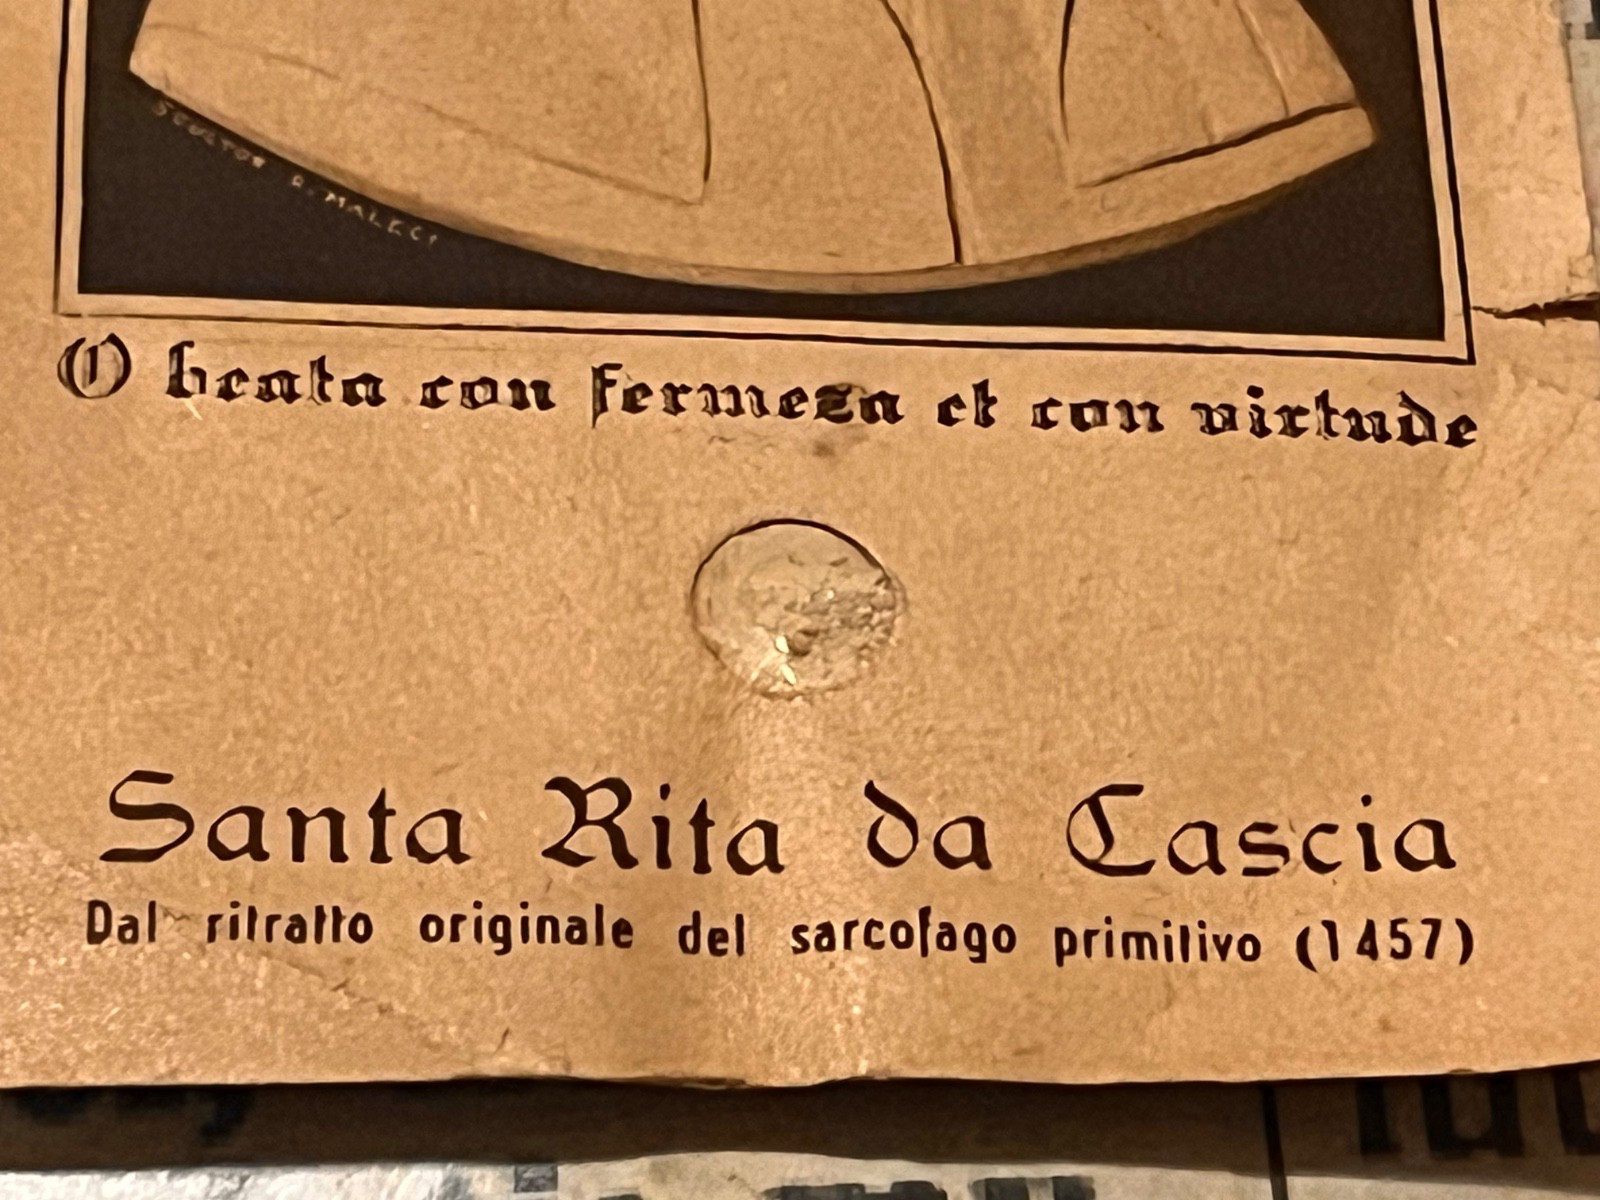 O beata con fermeza et con virtude
Santa Rita da Cascia
Dal ritratto originale del sarcofago primitivo (1457)